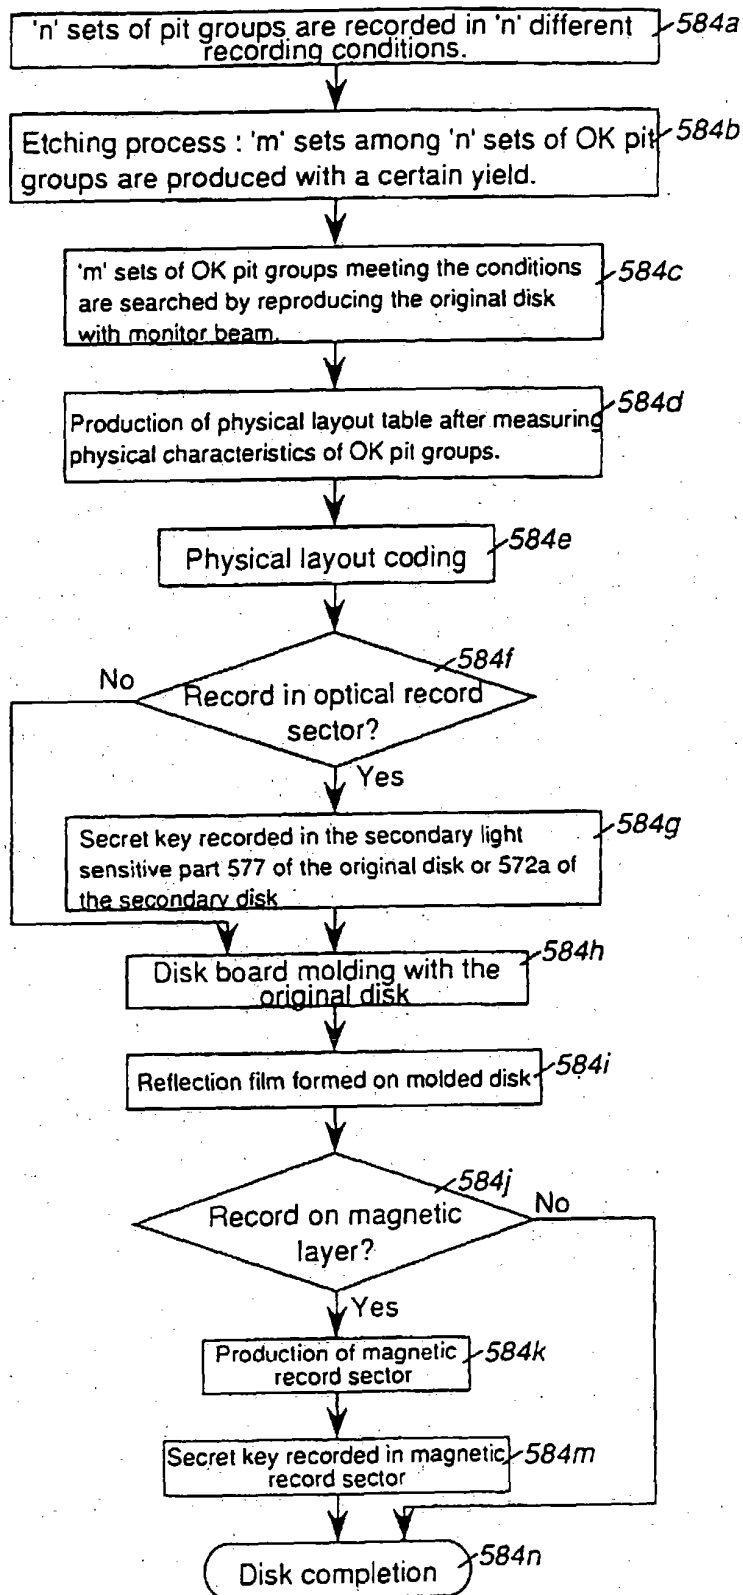 'n' sets of pit groups are recorded in 'n' different
recording conditions.
584a
Etching process : 'm' sets among 'n' sets of OK pit
groups are produced with a certain yield.
584b
'm' sets of OK pit groups meeting the conditions
are searched by reproducing the original disk
with monitor beam.
584c
Production of physical layout table after measuring
physical characteristics of OK pit groups.
584d
Physical layout coding
584e
584f
Record in optical record
sector?
No
Yes
Secret key recorded in the secondary light
sensitive part 577 of the original disk or 572a of
the secondary disk
584g
Disk board molding with the
original disk
584h
Reflection film formed on molded disk
584i
584j
Record on magnetic
layer?
No
Yes
Production of magnetic
record sector
584k
Secret key recorded in magnetic
record sector
584m
Disk completion
584n